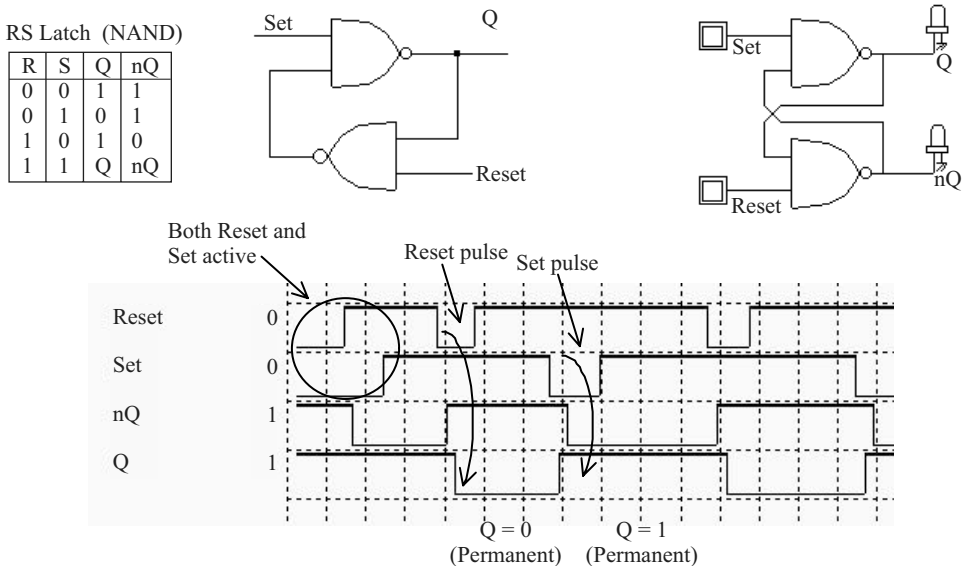 RS Latch (NAND)
R S Q nQ
0 0 1 1
0 1 0 1
1 0 1 0
1 1 Q nQ
Set
Q
Reset
Set
Q
Reset
nQ
Both Reset and
Set active
Reset pulse
Set pulse
Reset 0
Set 0
nQ 1
Q 1
Q = 0
(Permanent)
Q = 1
(Permanent)